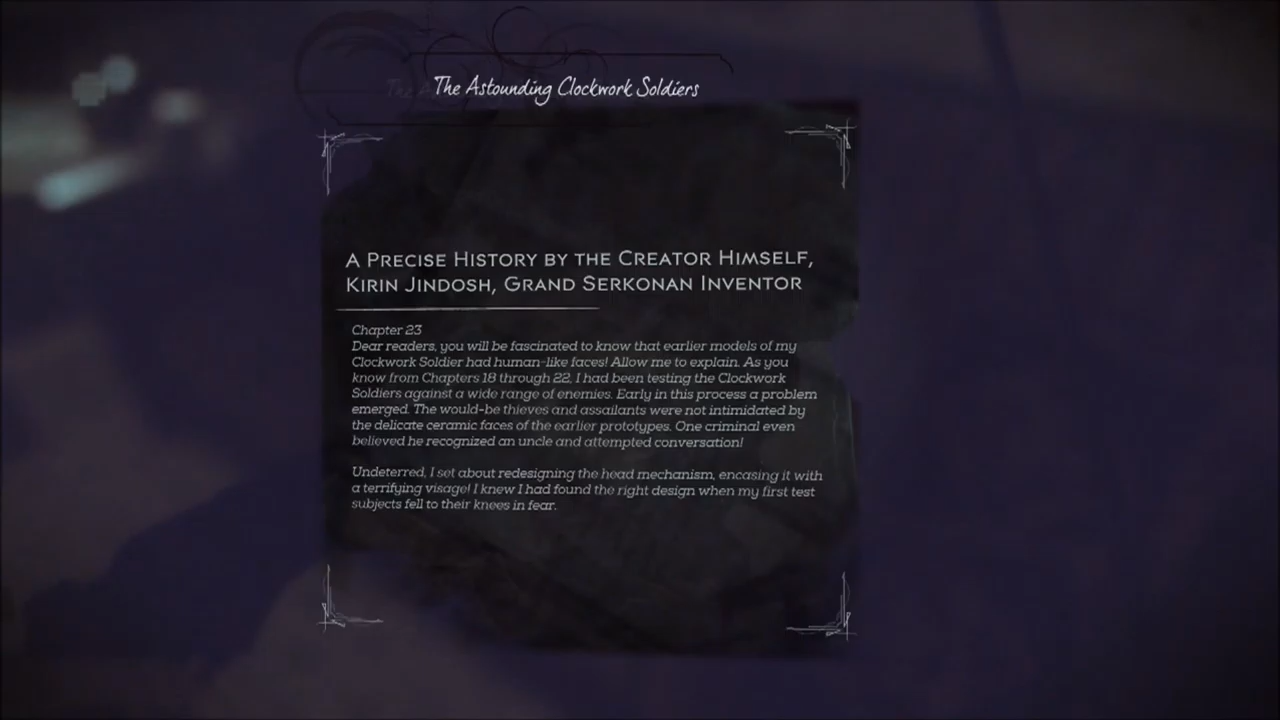 The Astounding Clockwork Soldiers
A PRECISE HISTORY BY THE CREATOR HIMSELF,
KIRIN JINDOSH, GRAND SERKONAN INVENTOR
Chapter 23
Dear readers, you will be fascinated to know that earlier models of my
Clockwork Soldier had human-like faces! Allow me to explain. As you
know from Chapters 18 through 22, I had been testing the Clockwork
Soldiers against a wide range of enemies. Early in this process a problem
emerged. The would-be thieves and assailants were not intimidated by
the delicate ceramic faces of the earlier prototypes. One criminal even
believed he recognized an uncle and attempted conversation!
Undeterred, I set about redesigning the head mechanism, encasing it with
a terrifying visage! I knew I had found the right design when my first test
subjects fell to their knees in fear.